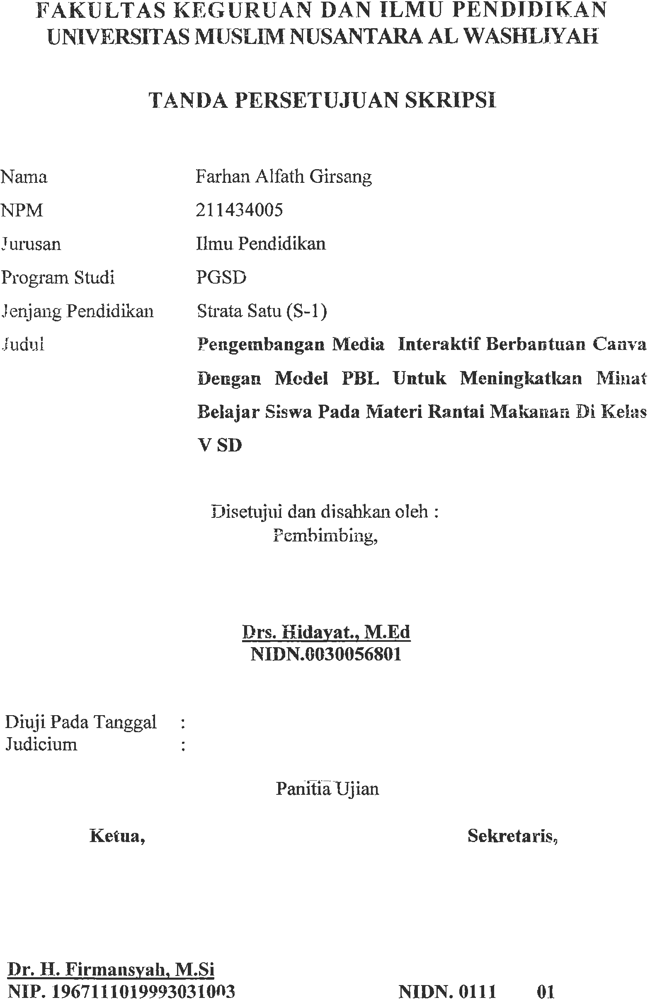 FAKULTAS KEGURUAN DAN ILMU PENDIDIKAN
UNIVERSITAS MUSLIM NUSANTARA AL WASHLIYAH
TANDA PERSETUJUAN SKRIPSI
Nama Farhan Alfath Girsang
NPM 211434005
Jurusan Ilmu Pendidikan
Program Studi PGSD
Jenjang Pendidikan Strata Satu (S-1)
Judul Pengembangan Media Interaktif Berbantuan Canva
Dengan Model PBL Untuk Meningkatkan Minat
Belajar Siswa Pada Materi Rantai Makanan Di Kelas
V SD
Disetujui dan disahkan oleh :
Pembimbing,
Drs. Hidayat., M.Ed
NIDN.0030056801
Diuji Pada Tanggal :
Judicium :
Panitia Ujian
Ketua, Sekretaris,
Dr. H. Firmansyah, M.Si
NIP. 1967111019993031003 NIDN. 0111 01